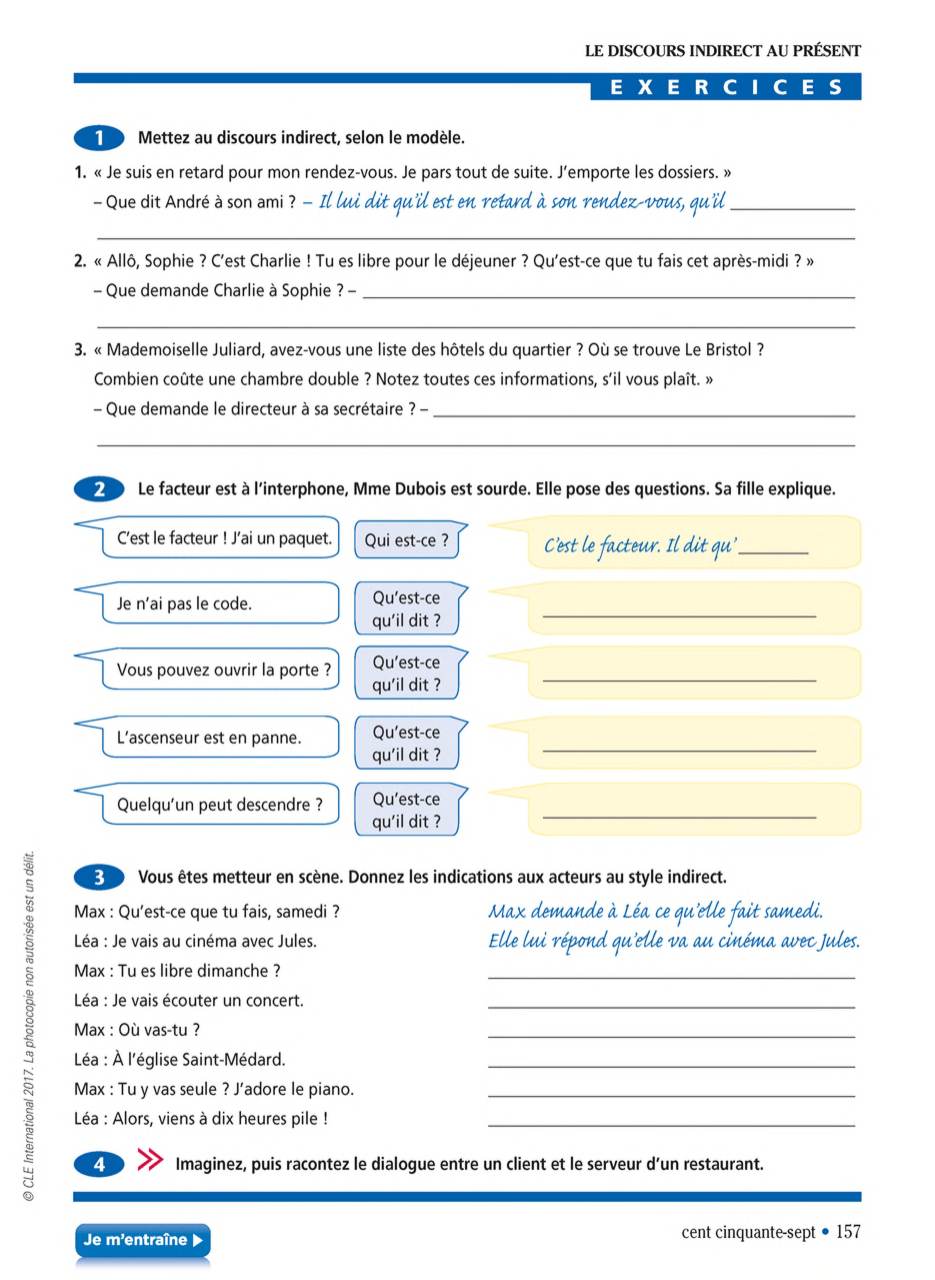 LE DISCOURS INDIRECT AU PRÉSENT
EXERCICES
1 Mettez au discours indirect, selon le modèle.
1. « Je suis en retard pour mon rendez-vous. Je pars tout de suite. J'emporte les dossiers. »
– Que dit André à son ami ? – Il lui dit qu'il est en retard à son rendez-vous, qu'il
2. « Allô, Sophie ? C'est Charlie ! Tu es libre pour le déjeuner ? Qu'est-ce que tu fais cet après-midi ? »
– Que demande Charlie à Sophie ? –
3. « Mademoiselle Juliard, avez-vous une liste des hôtels du quartier ? Où se trouve Le Bristol ?
Combien coûte une chambre double ? Notez toutes ces informations, s'il vous plaît. »
– Que demande le directeur à sa secrétaire ? –
2 Le facteur est à l'interphone, Mme Dubois est sourde. Elle pose des questions. Sa fille explique.
C'est le facteur ! J'ai un paquet.
Qui est-ce ?
C'est le facteur. Il dit qu'
Je n'ai pas le code.
Qu'est-ce
qu'il dit ?
Vous pouvez ouvrir la porte ?
Qu'est-ce
qu'il dit ?
L'ascenseur est en panne.
Qu'est-ce
qu'il dit ?
Quelqu'un peut descendre ?
Qu'est-ce
qu'il dit ?
3 Vous êtes metteur en scène. Donnez les indications aux acteurs au style indirect.
Max : Qu'est-ce que tu fais, samedi ? Max demande à Léa ce qu'elle fait samedi.
Léa : Je vais au cinéma avec Jules. Elle lui répond qu'elle va au cinéma avec Jules.
Max : Tu es libre dimanche ?
Léa : Je vais écouter un concert.
Max : Où vas-tu ?
Léa : À l'église Saint-Médard.
Max : Tu y vas seule ? J'adore le piano.
Léa : Alors, viens à dix heures pile !
4 Imaginez, puis racontez le dialogue entre un client et le serveur d'un restaurant.
Je m'entraîne
cent cinquante-sept • 157
© CLE International 2017. La photocopie non autorisée est un délit.